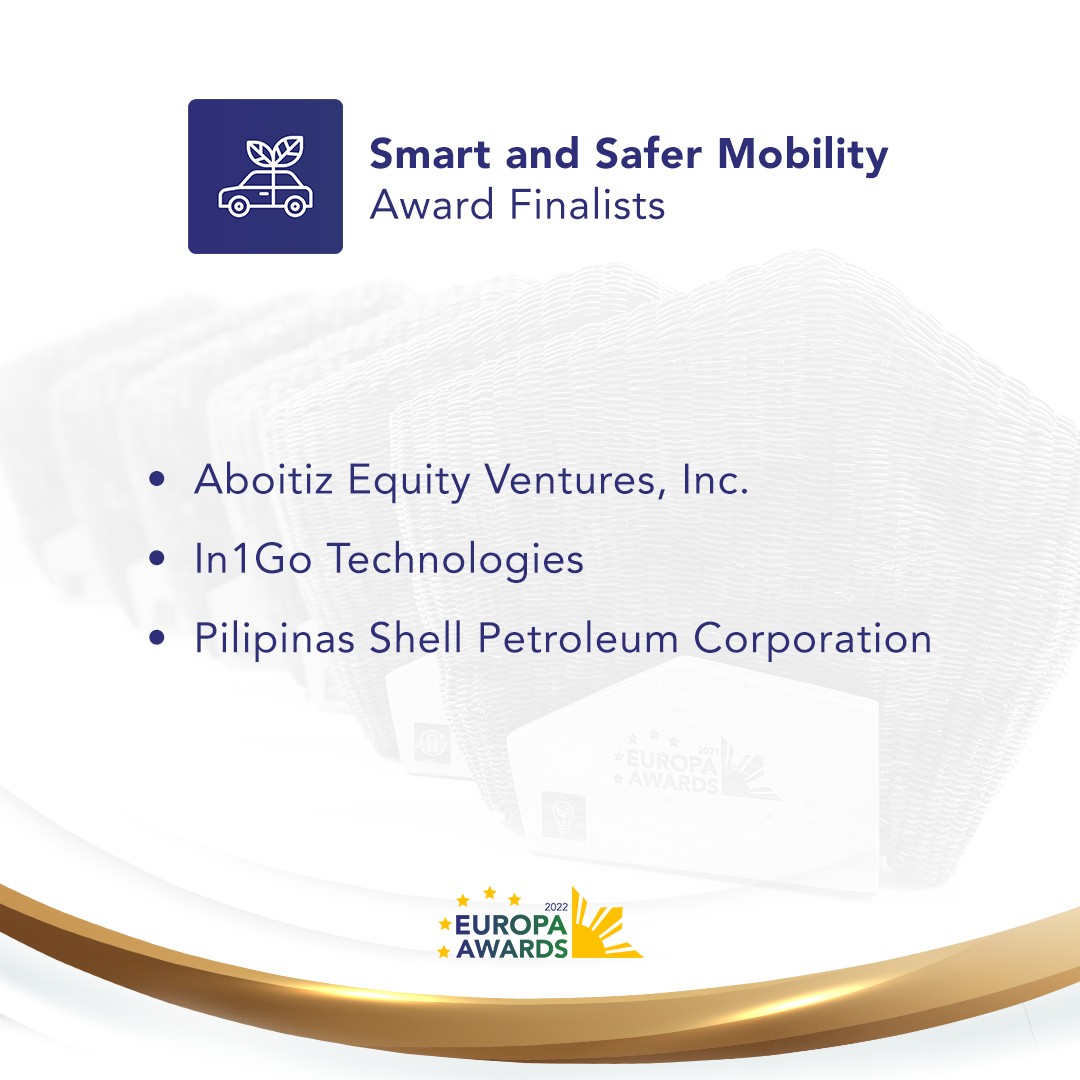 Smart and Safer Mobility
Award Finalists
• Aboitiz Equity Ventures, Inc.
• In1Go Technologies
• Pilipinas Shell Petroleum Corporation
2021
EUROPA
AWARDS
2022
EUROPA
AWARDS